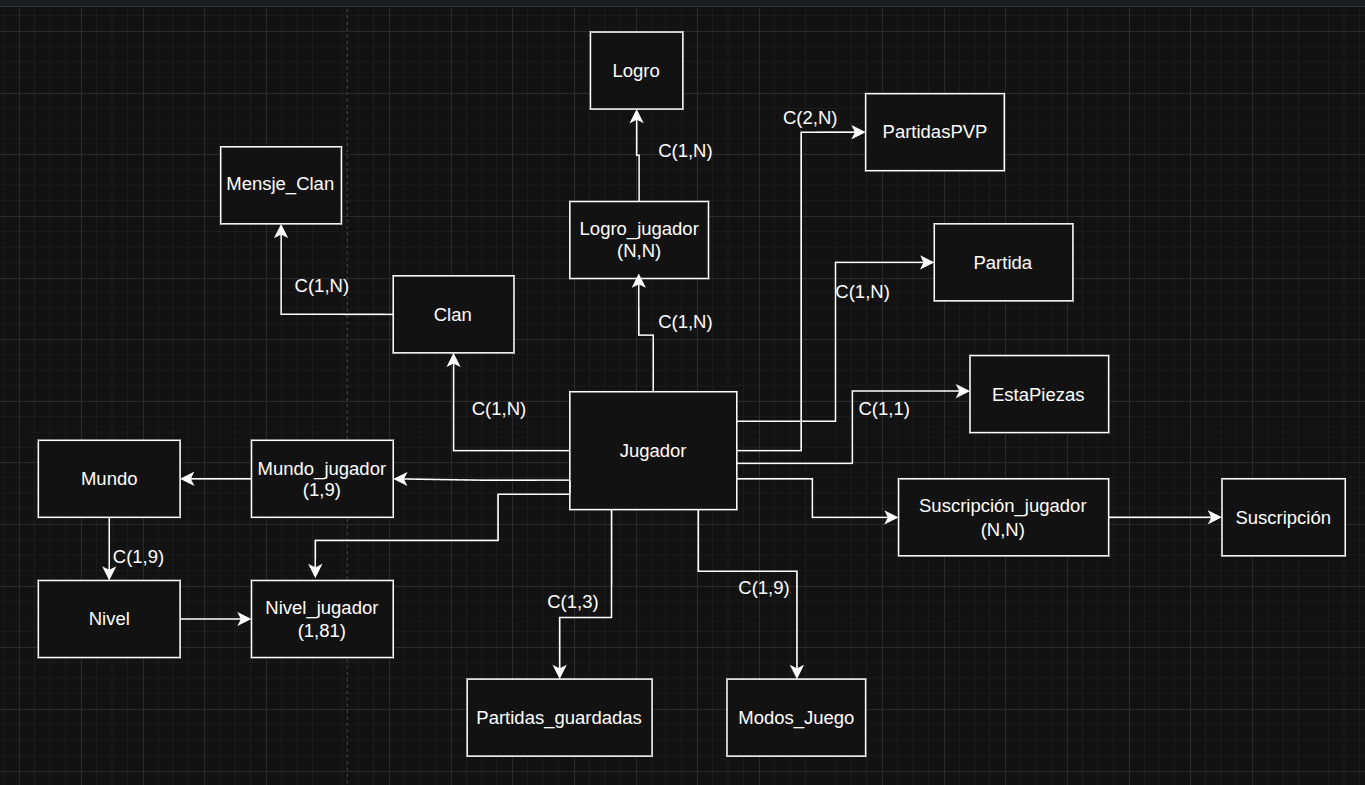 Logro
C(2,N)
PartidasPVP
C(1,N)
Mensje_Clan
Logro_jugador
(N,N)
Partida
C(1,N)
C(1,N)
Clan
C(1,N)
EstaPiezas
C(1,N)
C(1,1)
Jugador
Mundo
Mundo_jugador
(1,9)
Suscripción_jugador
(N,N)
Suscripción
C(1,9)
Nivel
Nivel_jugador
(1,81)
C(1,3)
C(1,9)
Partidas_guardadas
Modos_Juego